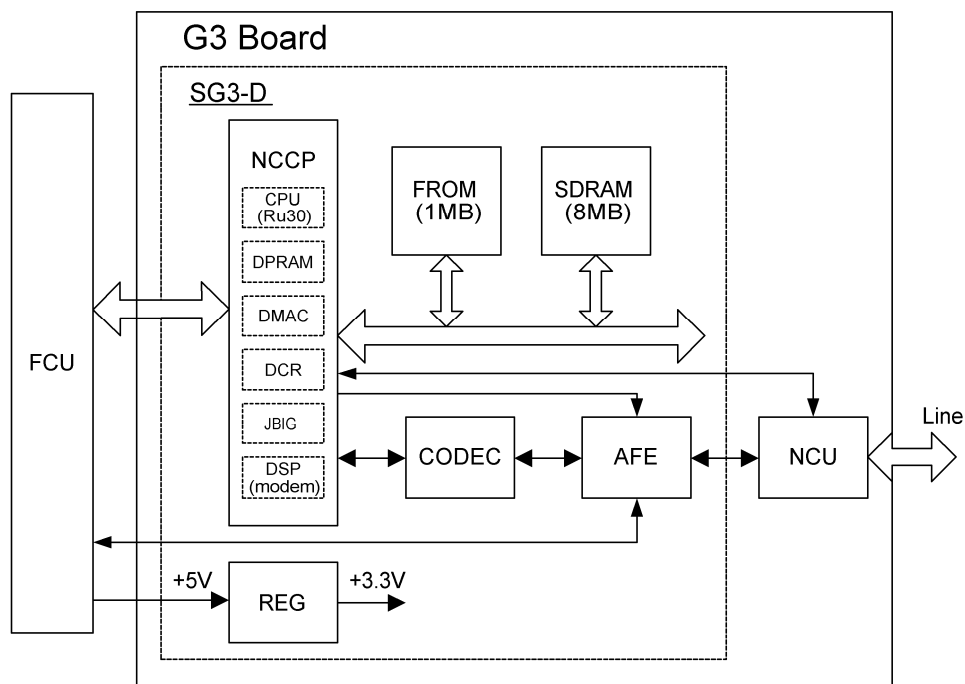 G3 Board
SG3-D
NCCP
CPU
(Ru30)
DPRAM
DMAC
DCR
JBIG
DSP
(modem)
FROM
(1MB)
SDRAM
(8MB)
FCU
CODEC
AFE
NCU
Line
+5V
REG
+3.3V